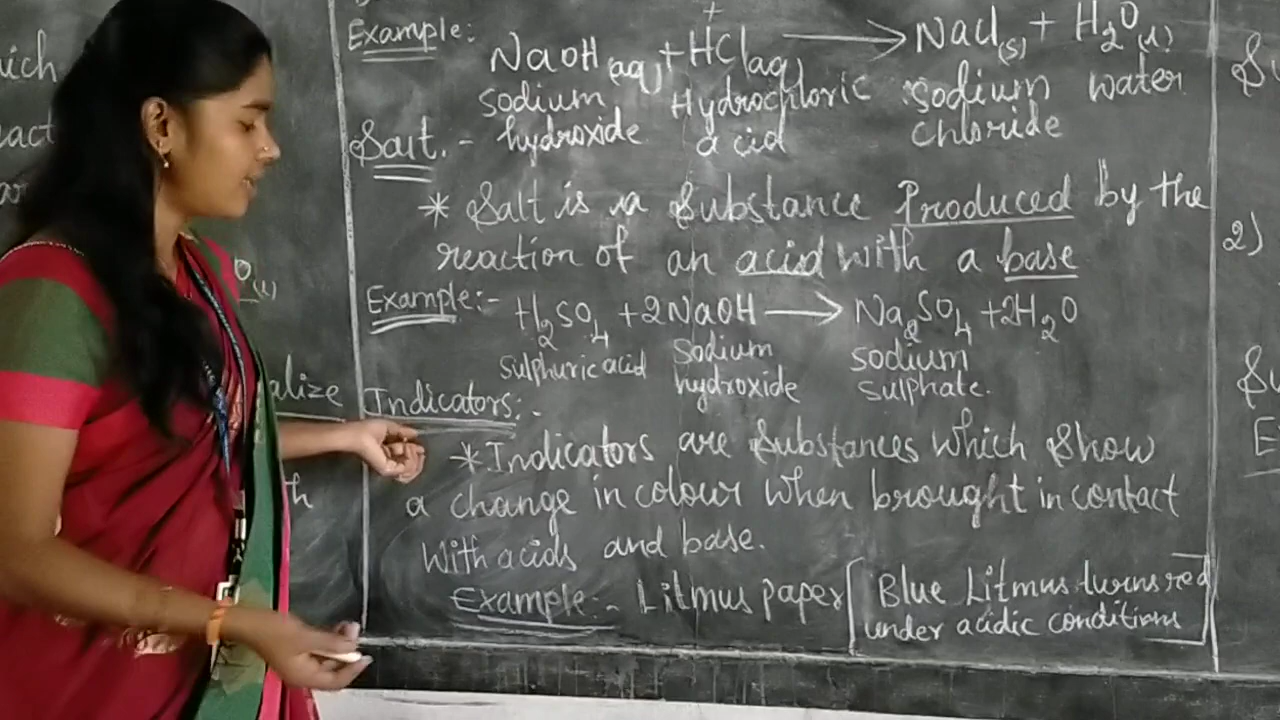 Example:
NaOH(aq) + HCl(aq) ⟶ NaCl(s) + H₂O(l)
sodium hydroxide Hydrochloric acid sodium chloride water
Salt. -
* Salt is a Substance Produced by the
reaction of an acid with a base
Example:- H₂SO₄ + 2NaOH ⟶ Na₂SO₄ + 2H₂O
sulphuric acid Sodium hydroxide sodium sulphate.
Indicators:-
* Indicators are Substances Which Show
a change in colour When brought in contact
With acids and base.
Example:- Litmus paper [Blue Litmus turns red
under acidic conditions]
2)